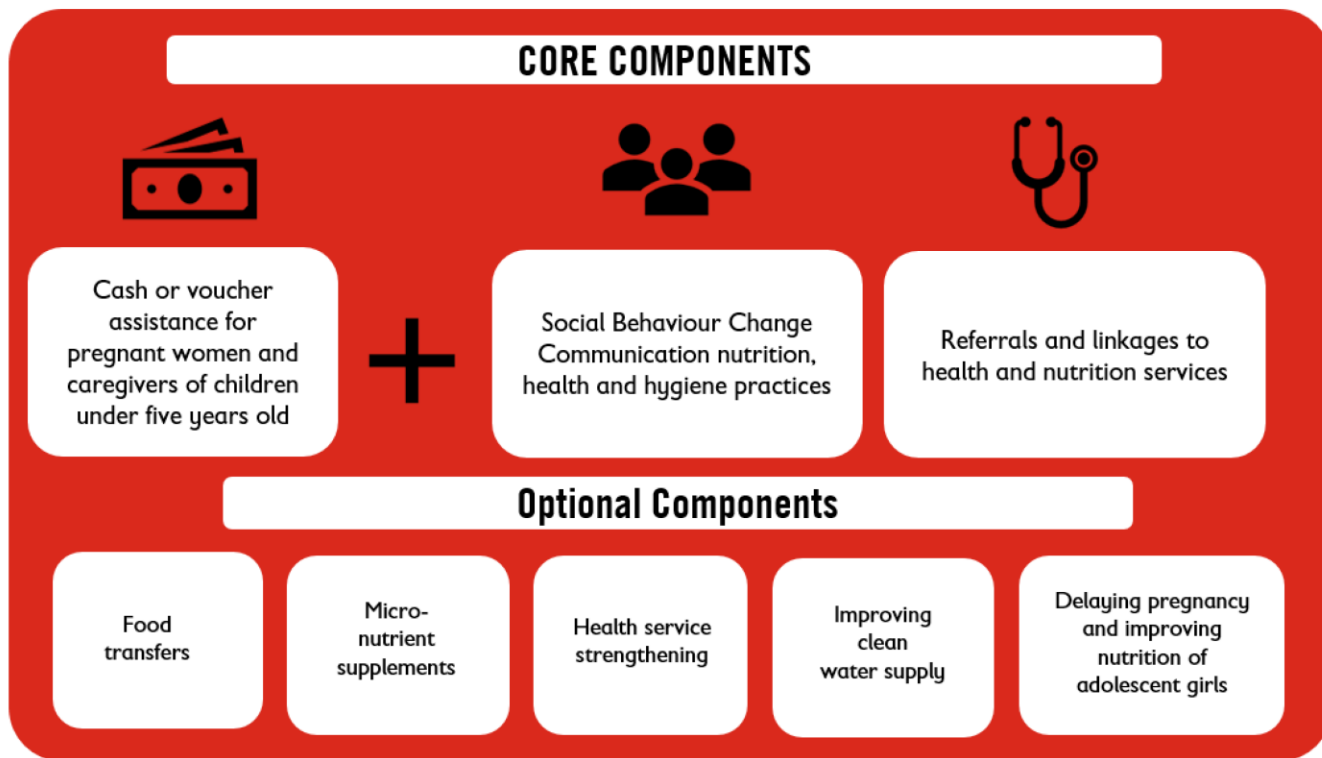 CORE COMPONENTS
Cash or voucher
assistance for
pregnant women and
caregivers of children
under five years old
Social Behaviour Change
Communication nutrition,
health and hygiene practices
Referrals and linkages to
health and nutrition services
Optional Components
Food
transfers
Micro-
nutrient
supplements
Health service
strengthening
Improving
clean
water supply
Delaying pregnancy
and improving
nutrition of
adolescent girls